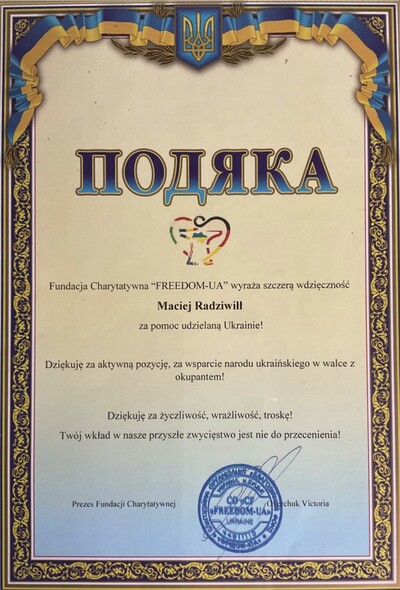 ПОДЯКА
Fundacja Charytatywna “FREEDOM-UA” wyraża szczerą wdzięczność
Maciej Radziwiłł
za pomoc udzielaną Ukrainie!
Dziękuję za aktywną pozycję, za wsparcie narodu ukraińskiego w walce z
okupantem!
Dziękuję za życzliwość, wrażliwość, troskę!
Twój wkład w nasze przyszłe zwycięstwo jest nie do przecenienia!
Prezes Fundacji Charytatywnej
Victoria
«FREEDOM-UA»
UKRAINE